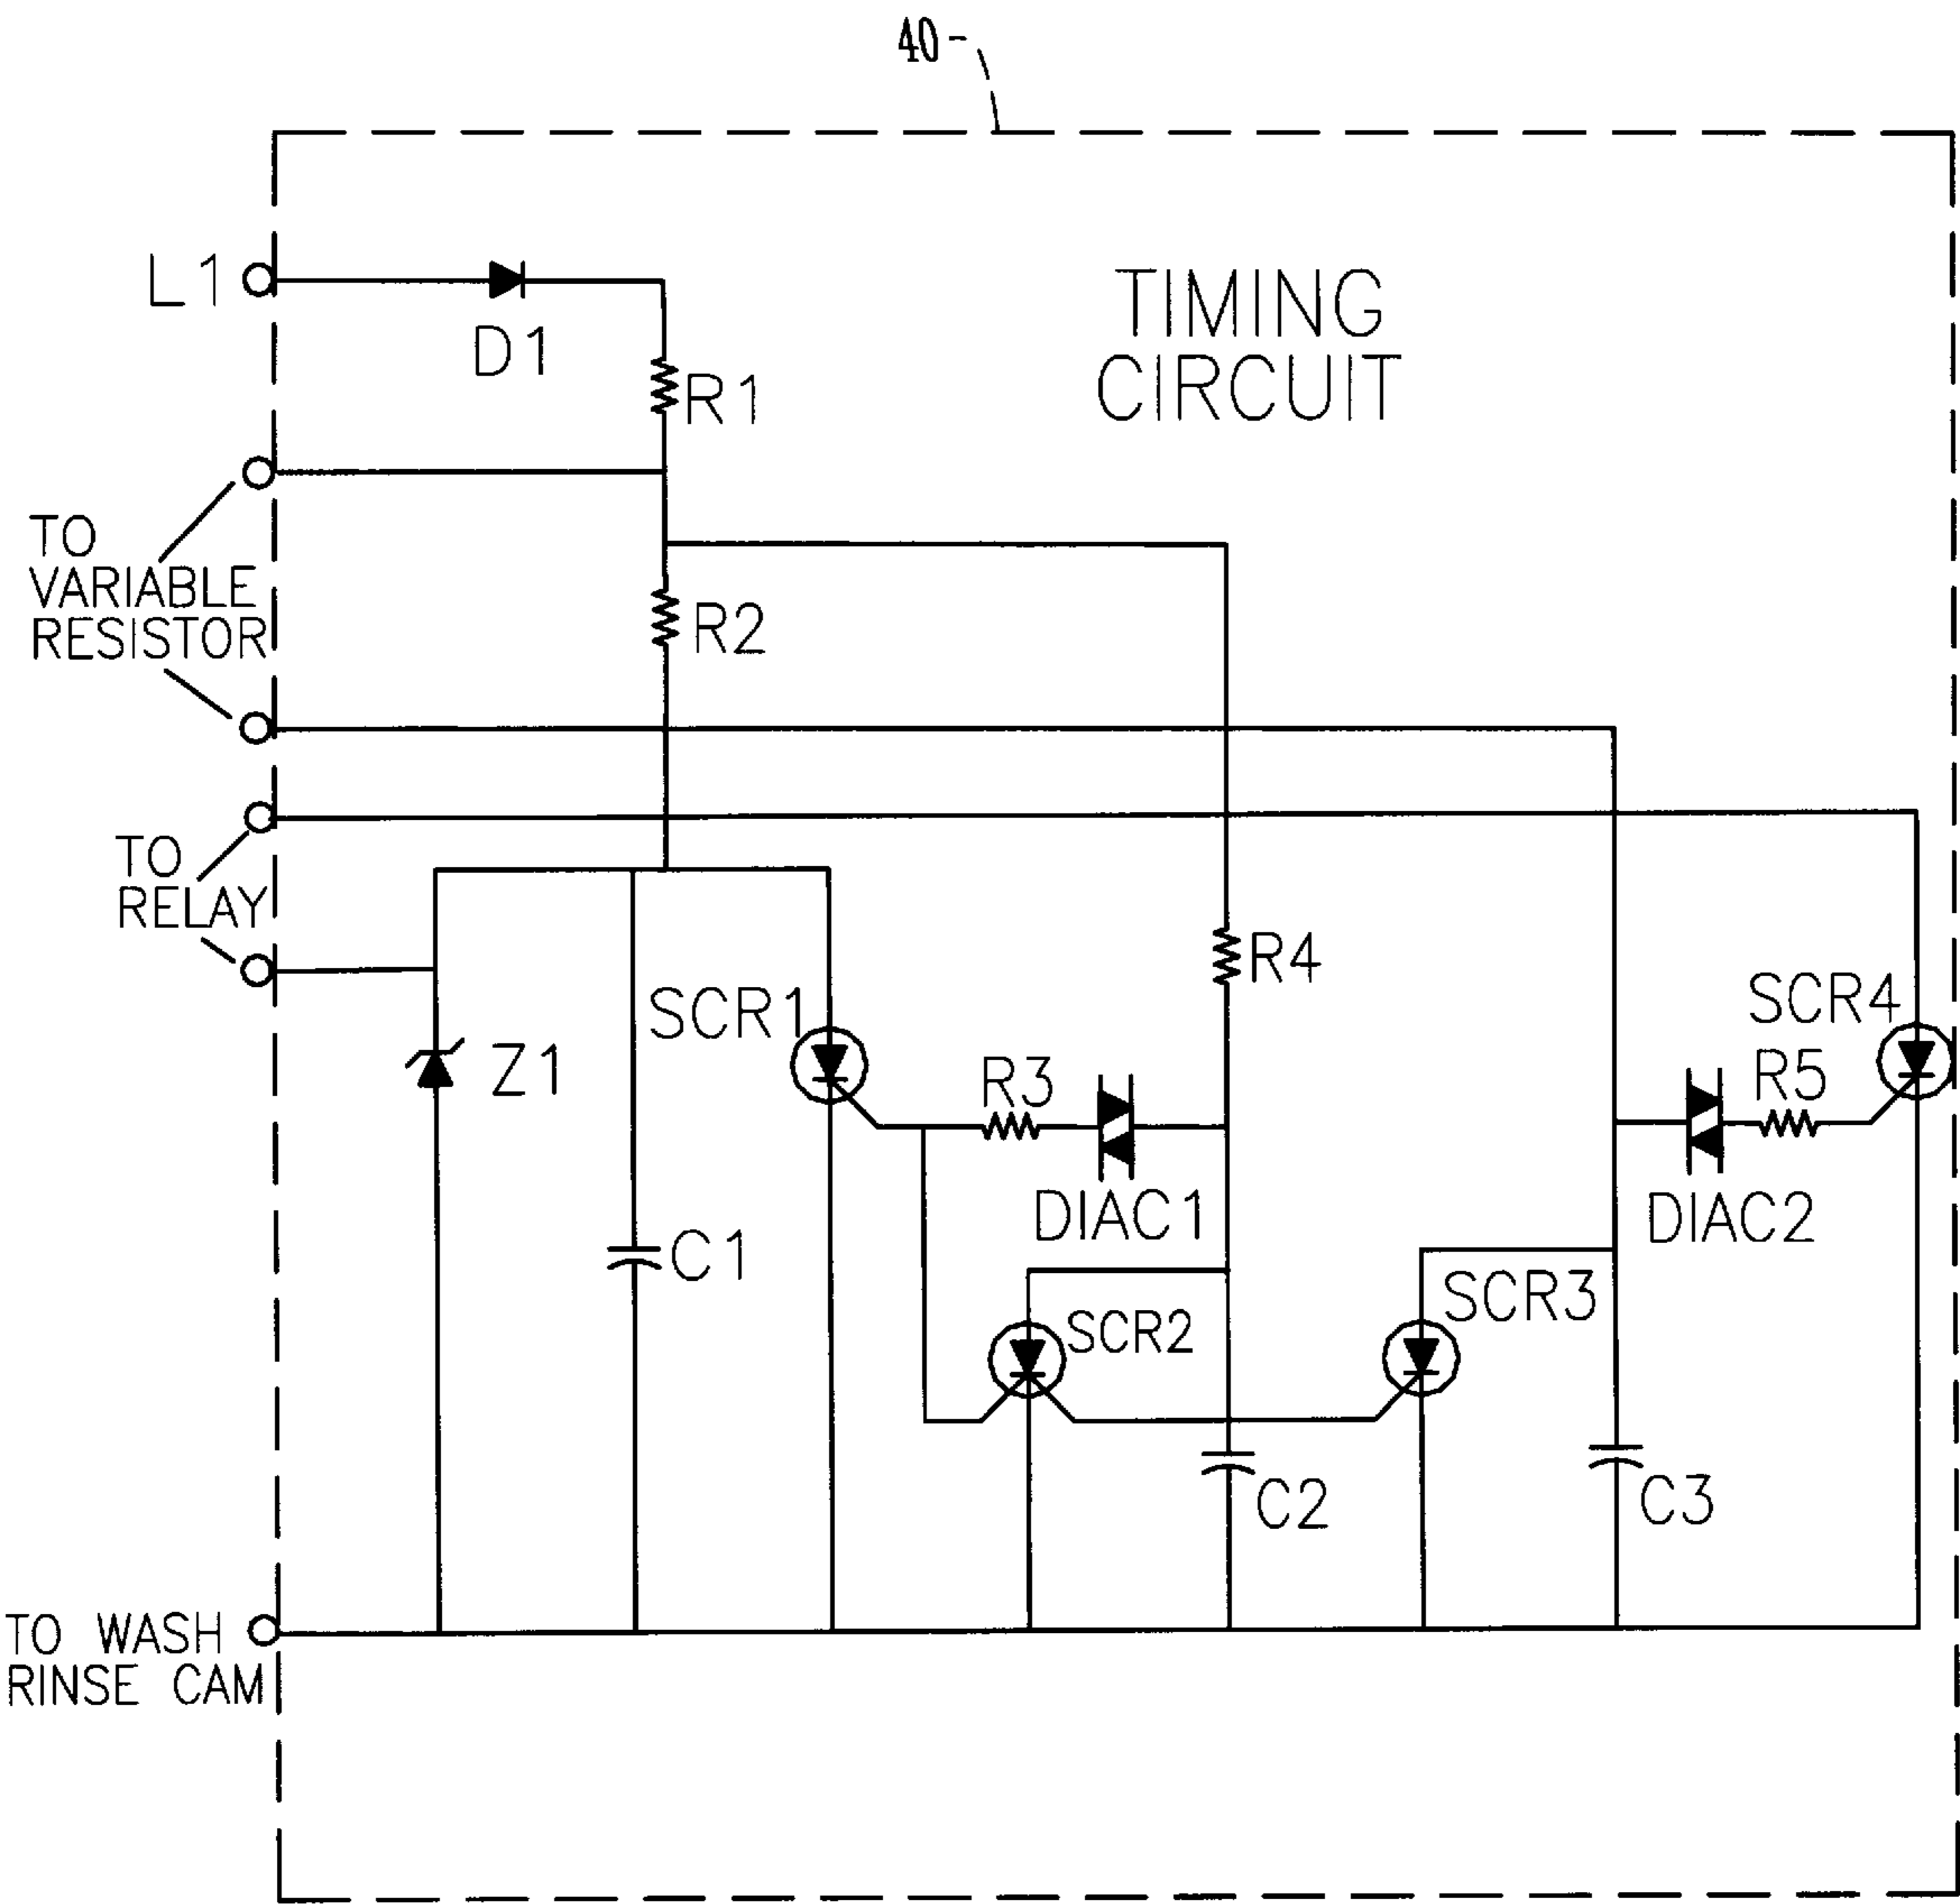 40
L1
D1
TIMING
CIRCUIT
R1
TO
VARIABLE
RESISTOR
R2
TO
RELAY
R4
SCR1
SCR4
Z1
R3
R5
DIAC1
DIAC2
C1
SCR2
SCR3
C2
C3
TO WASH
RINSE CAM